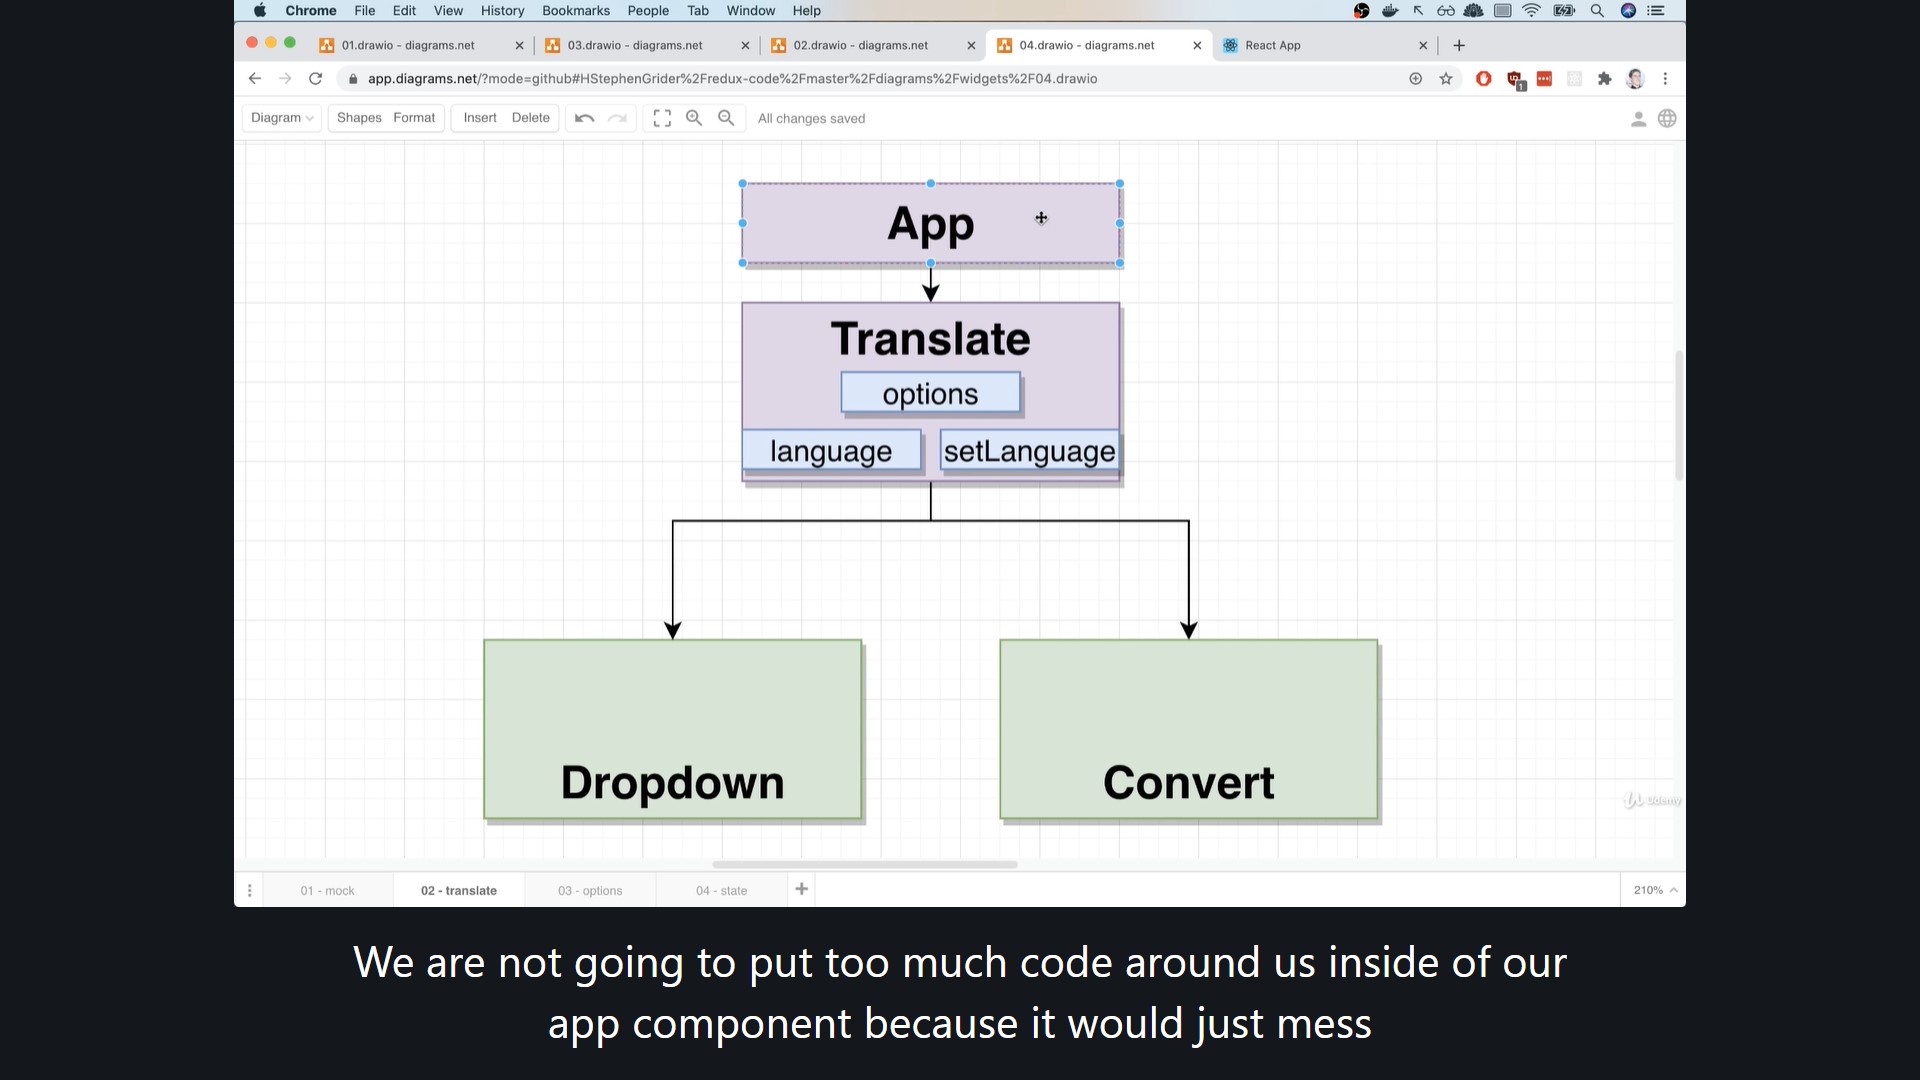 Chrome File Edit View History Bookmarks People Tab Window Help
01.drawio - diagrams.net
03.drawio - diagrams.net
02.drawio - diagrams.net
04.drawio - diagrams.net
React App
app.diagrams.net/?mode=github#HStephenGrider%2Fredux-code%2Fmaster%2Fdiagrams%2Fwidgets%2F04.drawio
1
Diagram Shapes Format Insert Delete All changes saved
App
Translate
options
language setLanguage
Dropdown Convert
Udemy
01 - mock 02 - translate 03 - options 04 - state 210%
We are not going to put too much code around us inside of our
app component because it would just mess